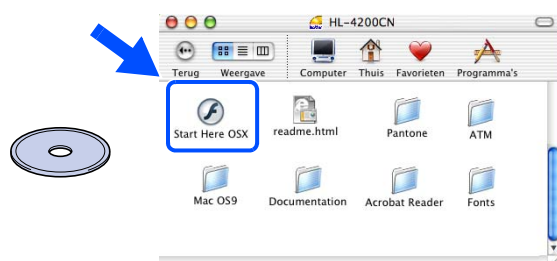 HL-4200CN
Terug Weergave Computer Thuis Favorieten Programma's
Start Here OSX readme.html Pantone ATM
Mac OS9 Documentation Acrobat Reader Fonts